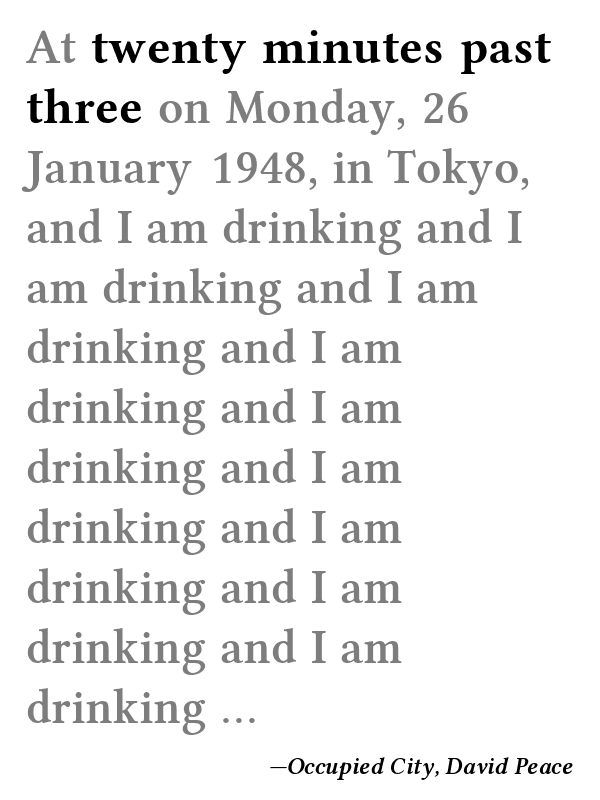 At twenty minutes past
three on Monday, 26
January 1948, in Tokyo,
and I am drinking and I
am drinking and I am
drinking and I am
drinking and I am
drinking and I am
drinking and I am
drinking and I am
drinking and I am
drinking ...
—Occupied City, David Peace